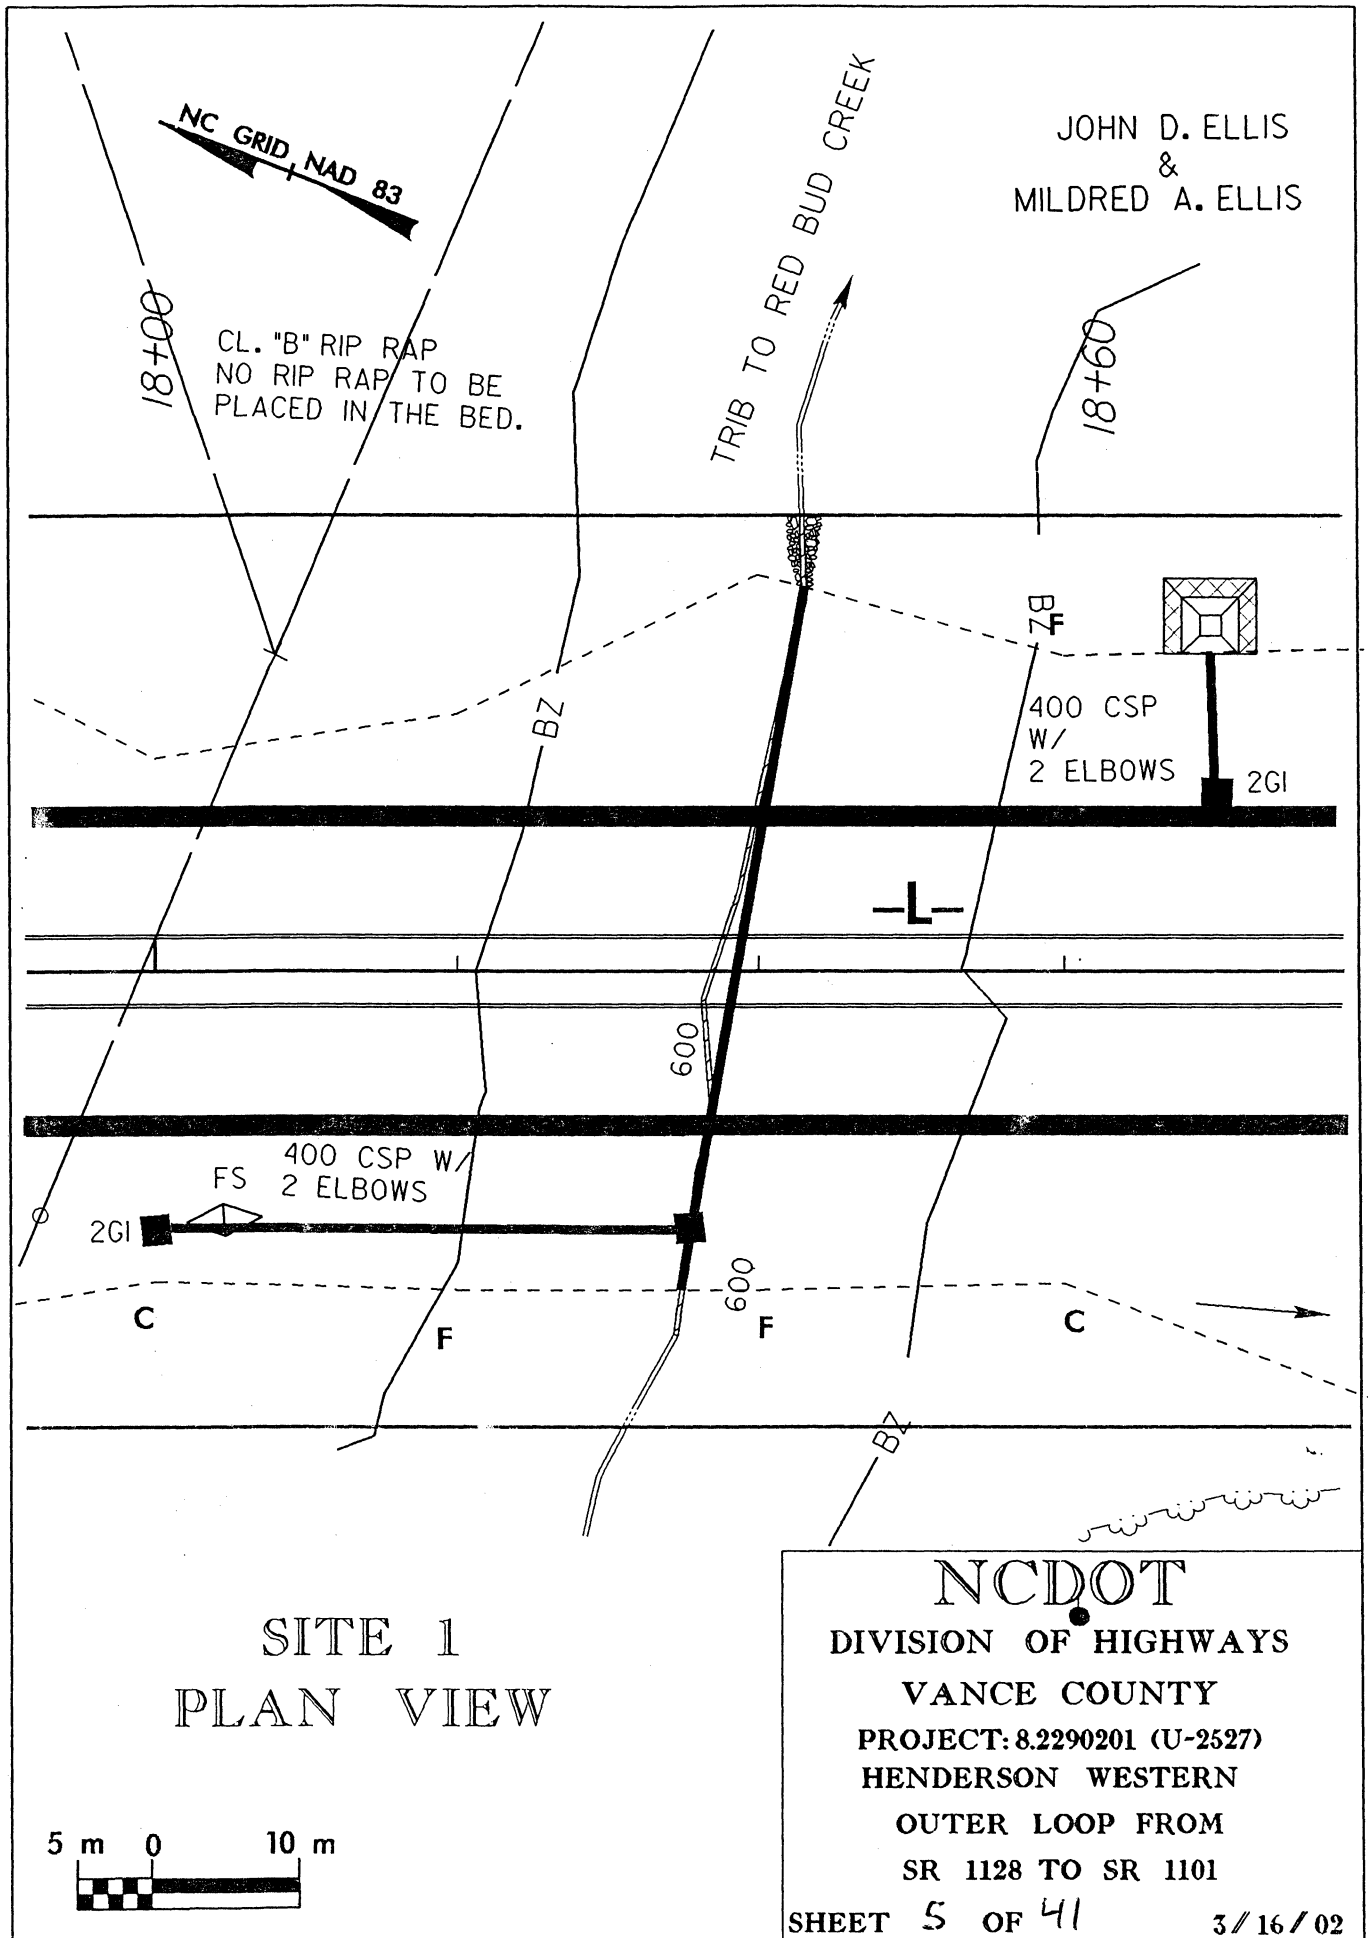 NC GRID NAD 83
JOHN D. ELLIS
&
MILDRED A. ELLIS
TRIB TO RED BUD CREEK
18+00
CL. "B" RIP RAP
NO RIP RAP TO BE
PLACED IN THE BED.
18+60
BZ
F
BZ
400 CSP
W/
2 ELBOWS
2GI
-L-
600
400 CSP W/
2 ELBOWS
FS
2GI
600
C
F
F
C
BZ
SITE 1
PLAN VIEW
5 m 0 10 m
NCDOT
DIVISION OF HIGHWAYS
VANCE COUNTY
PROJECT: 8.2290201 (U-2527)
HENDERSON WESTERN
OUTER LOOP FROM
SR 1128 TO SR 1101
SHEET 5 OF 41 3/16/02